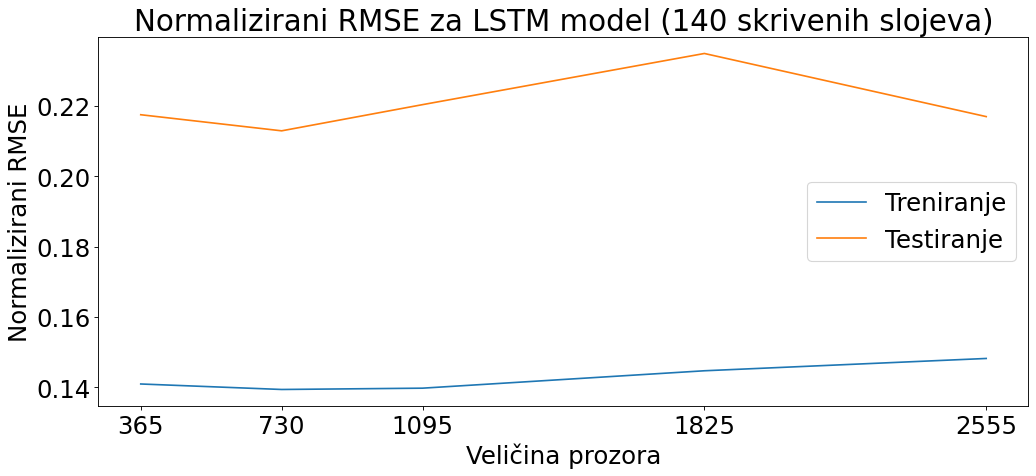 Normalizirani RMSE za LSTM model (140 skrivenih slojeva)
Normalizirani RMSE
0.22
0.20
0.18
0.16
0.14
Treniranje
Testiranje
365 730 1095 1825 2555
Veličina prozora